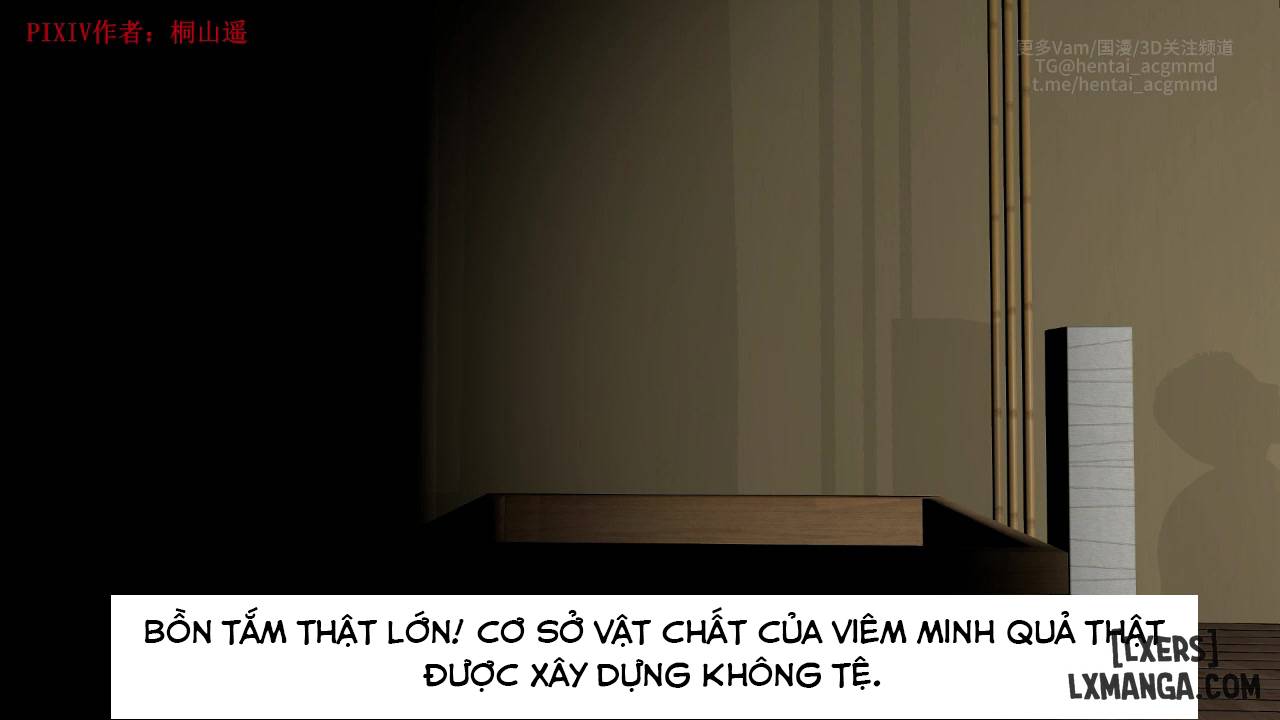 PIXIV作者：桐山遥
更多Vam/国漫/3D关注频道
TG@hentai_acgmmd
t.me/hentai_acgmmd
BỒN TẮM THẬT LỚN! CƠ SỞ VẬT CHẤT CỦA VIÊM MINH QUẢ THẬT
ĐƯỢC XÂY DỰNG KHÔNG TỆ.
[LXERS]
LXMANGA.COM